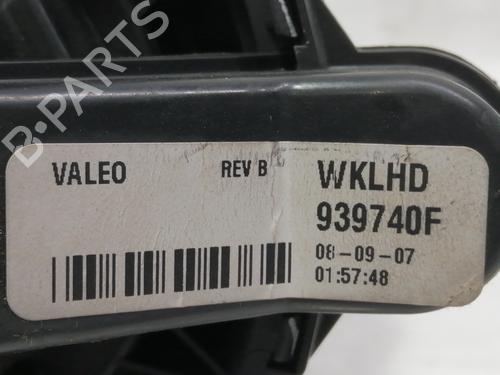 B-PARTS
VALEO
REV B
WKLHD
939740F
08-09-07
01:57:48